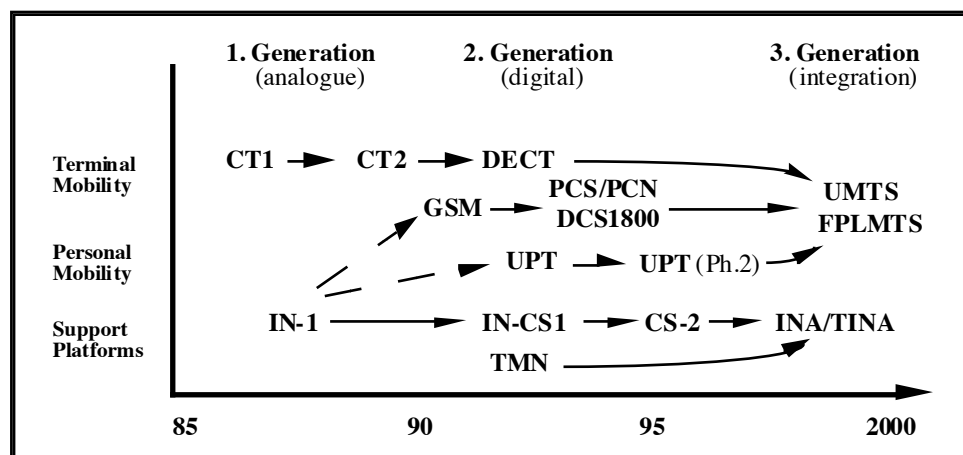 1. Generation 2. Generation 3. Generation
(analogue) (digital) (integration)
Terminal
Mobility
CT1 CT2 DECT
PCS/PCN
GSM DCS1800
UMTS
FPLMTS
Personal
Mobility
UPT UPT (Ph.2)
Support
Platforms
IN-1 IN-CS1 CS-2 INA/TINA
TMN
85 90 95 2000